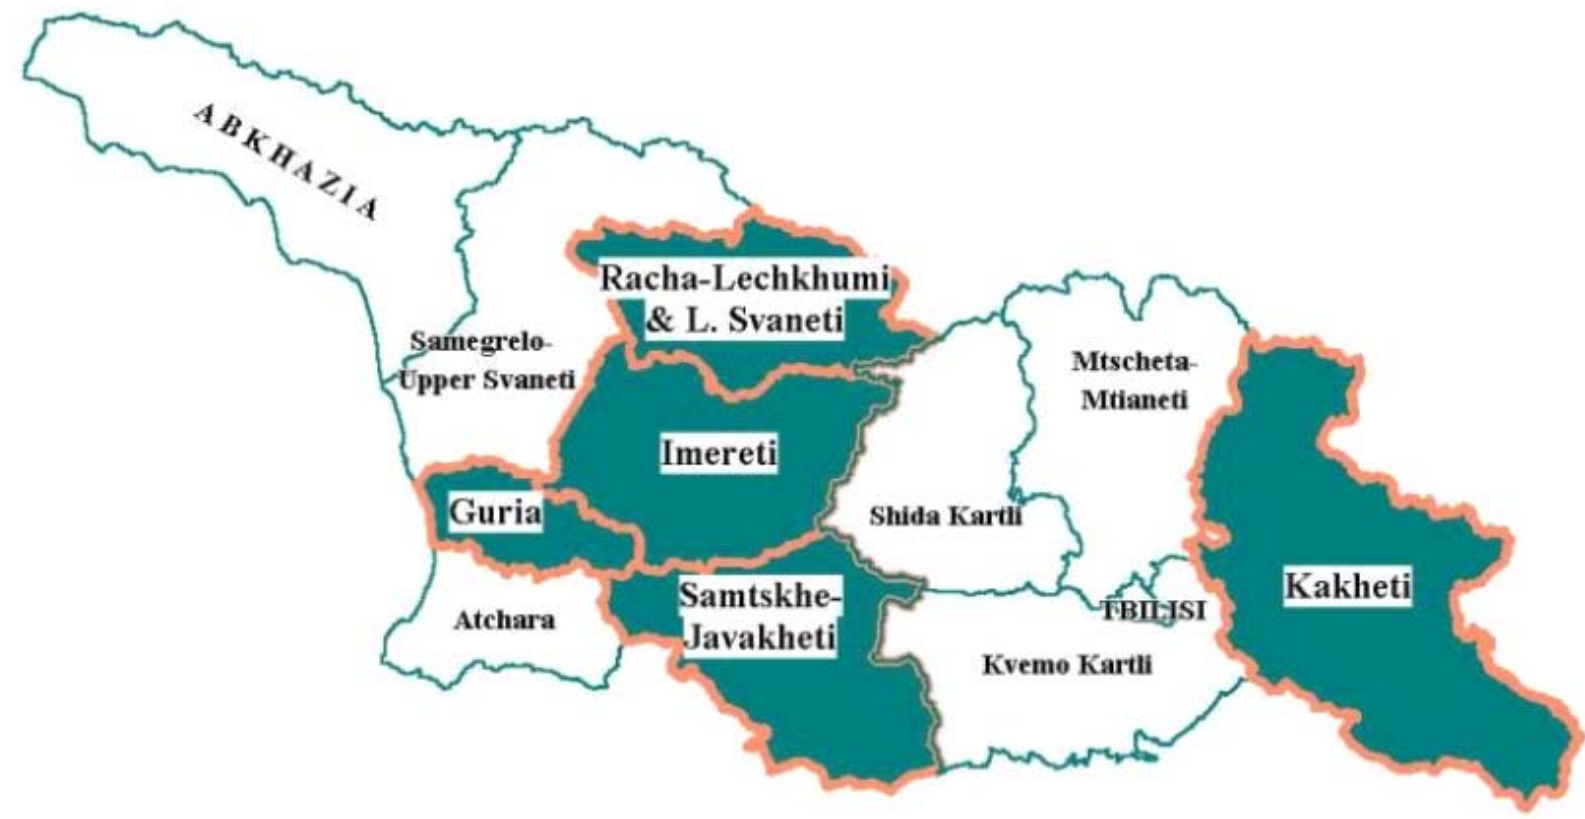 ABKHAZIA
Racha-Lechkhumi
& L. Svaneti
Samegrelo-
Upper Svaneti
Mtscheta-
Mtianeti
Imereti
Guria
Shida Kartli
Kakheti
Samtskhe-
Javakheti
Atchara
TBILISI
Kvemo Kartli